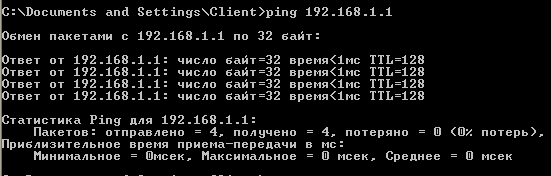 C:\Documents and Settings\Client>ping 192.168.1.1
Обмен пакетами с 192.168.1.1 по 32 байт:
Ответ от 192.168.1.1: число байт=32 время<1мс TTL=128
Ответ от 192.168.1.1: число байт=32 время<1мс TTL=128
Ответ от 192.168.1.1: число байт=32 время<1мс TTL=128
Ответ от 192.168.1.1: число байт=32 время<1мс TTL=128
Статистика Ping для 192.168.1.1:
Пакетов: отправлено = 4, получено = 4, потеряно = 0 (0% потерь),
Приблизительное время приема-передачи в мс:
Минимальное = 0мсек, Максимальное = 0 мсек, Среднее = 0 мсек